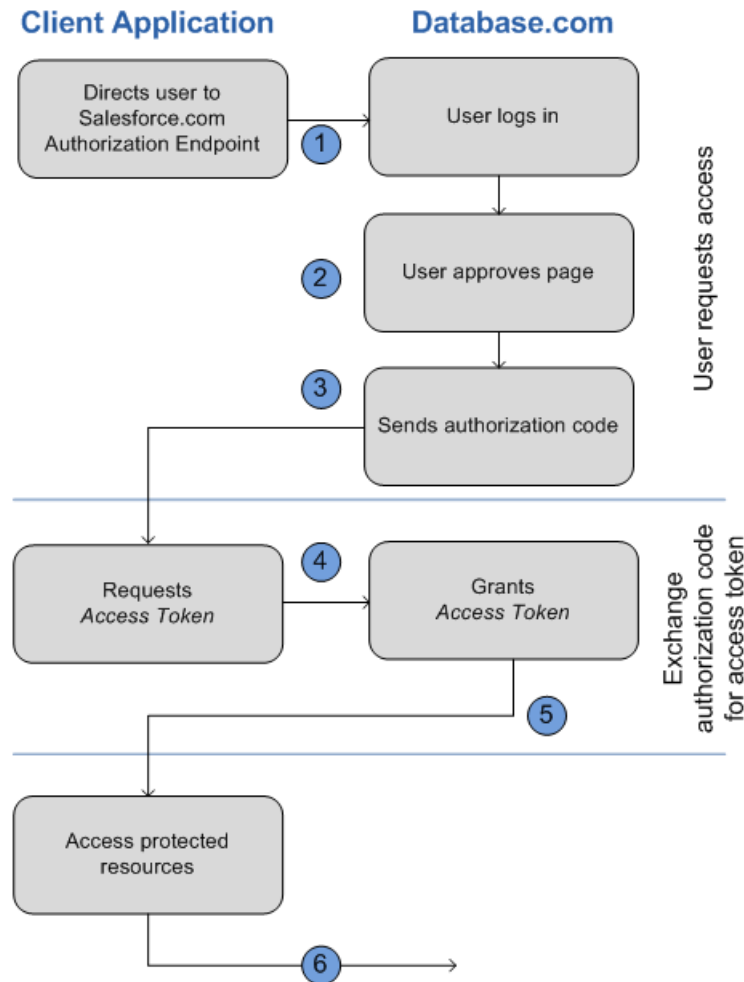 Client Application
Database.com
Directs user to
Salesforce.com
Authorization Endpoint
1
User logs in
2
User approves page
3
Sends authorization code
User requests access
Requests
Access Token
4
Grants
Access Token
5
Exchange
authorization code
for access token
Access protected
resources
6